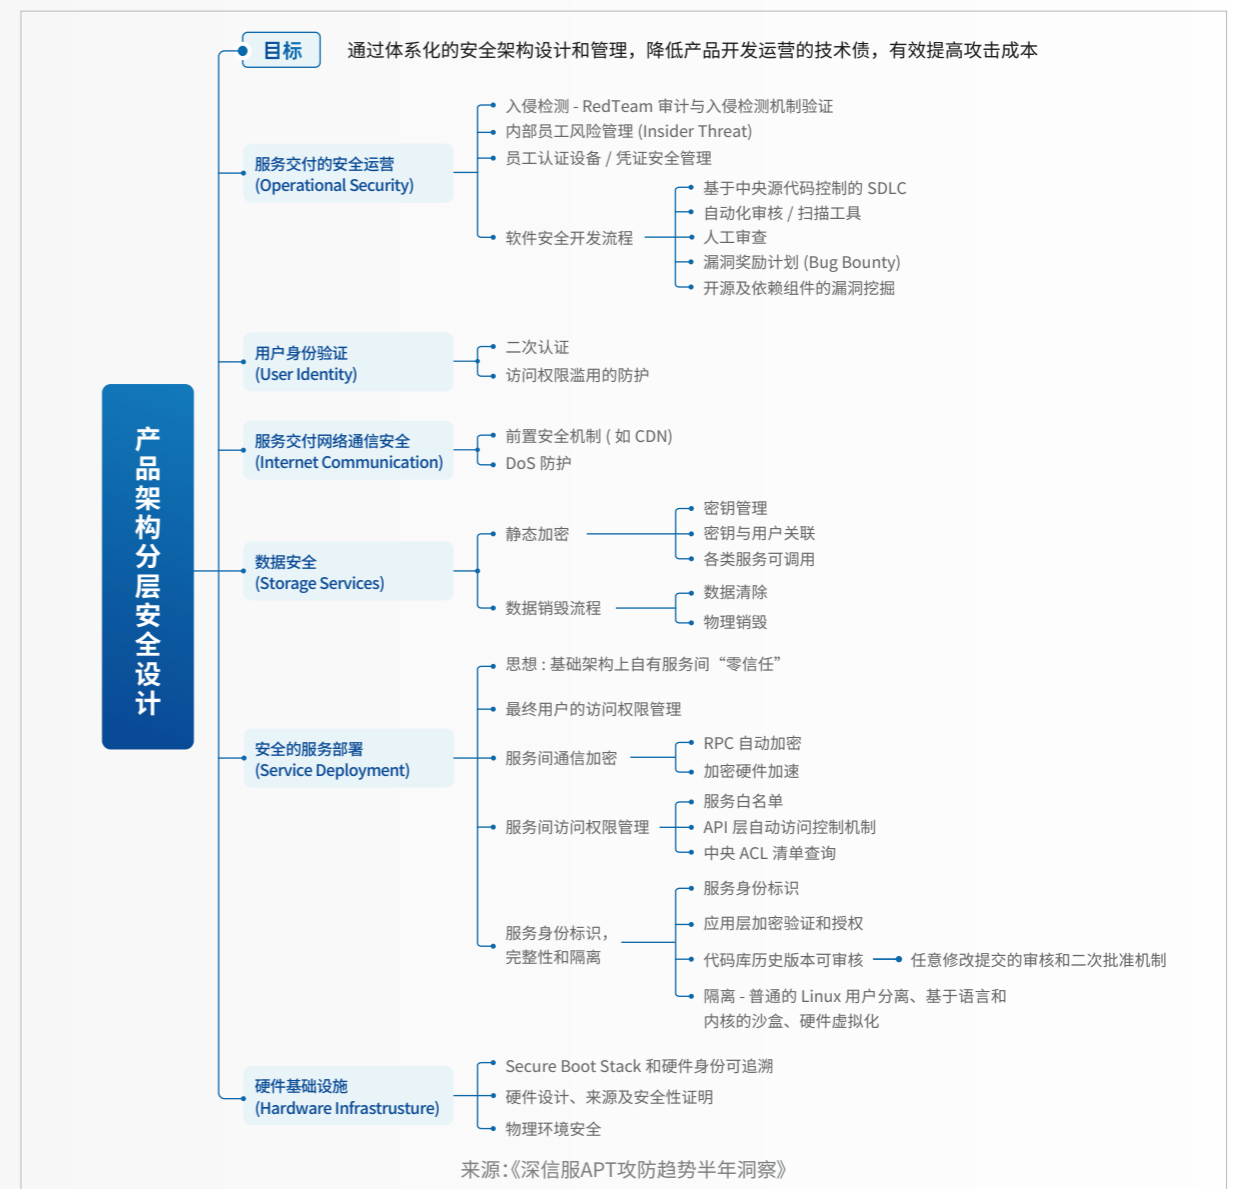 目标
通过体系化的安全架构设计和管理，降低产品开发运营的技术债，有效提高攻击成本
产品架构分层安全设计
服务交付的安全运营
(Operational Security)
入侵检测 - RedTeam 审计与入侵检测机制验证
内部员工风险管理 (Insider Threat)
员工认证设备 / 凭证安全管理
软件安全开发流程
基于中央源代码控制的 SDLC
自动化审核 / 扫描工具
人工审查
漏洞奖励计划 (Bug Bounty)
开源及依赖组件的漏洞挖掘
用户身份验证
(User Identity)
二次认证
访问权限滥用的防护
服务交付网络通信安全
(Internet Communication)
前置安全机制 ( 如 CDN)
DoS 防护
数据安全
(Storage Services)
静态加密
密钥管理
密钥与用户关联
各类服务可调用
数据销毁流程
数据清除
物理销毁
安全的服务部署
(Service Deployment)
思想 : 基础架构上自有服务间“零信任”
最终用户的访问权限管理
服务间通信加密
RPC 自动加密
加密硬件加速
服务间访问权限管理
服务白名单
API 层自动访问控制机制
中央 ACL 清单查询
服务身份标识，
完整性和隔离
服务身份标识
应用层加密验证和授权
代码库历史版本可审核
任意修改提交的审核和二次批准机制
隔离 - 普通的 Linux 用户分离、基于语言和
内核的沙盒、硬件虚拟化
硬件基础设施
(Hardware Infrastrusture)
Secure Boot Stack 和硬件身份可追溯
硬件设计、来源及安全性证明
物理环境安全
来源：《深信服APT攻防趋势半年洞察》